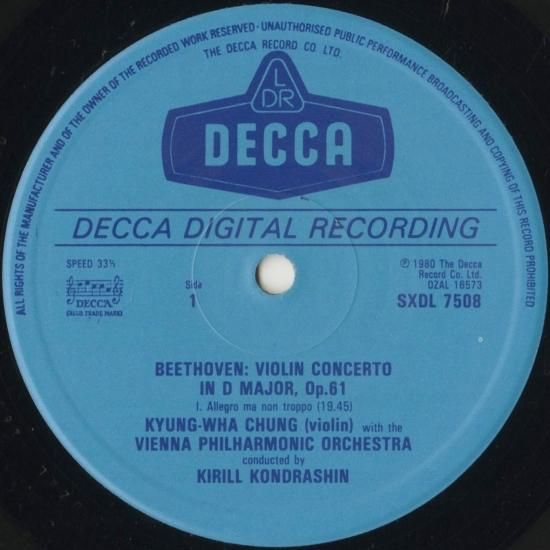 ALL RIGHTS OF THE MANUFACTURER AND OF THE OWNER OF THE RECORDED WORK RESERVED · UNAUTHORISED PUBLIC PERFORMANCE BROADCASTING AND COPYING OF THIS RECORD PROHIBITED
THE DECCA RECORD CO. LTD.
L
DR
DECCA
DECCA DIGITAL RECORDING
SPEED 33⅓
DECCA
(REGD. TRADE MARK)
Side
1
℗ 1980 The Decca
Record Co. Ltd.
DZAL 16573
SXDL 7508
BEETHOVEN: VIOLIN CONCERTO
IN D MAJOR, Op.61
I. Allegro ma non troppo (19.45)
KYUNG-WHA CHUNG (violin) with the
VIENNA PHILHARMONIC ORCHESTRA
conducted by
KIRILL KONDRASHIN